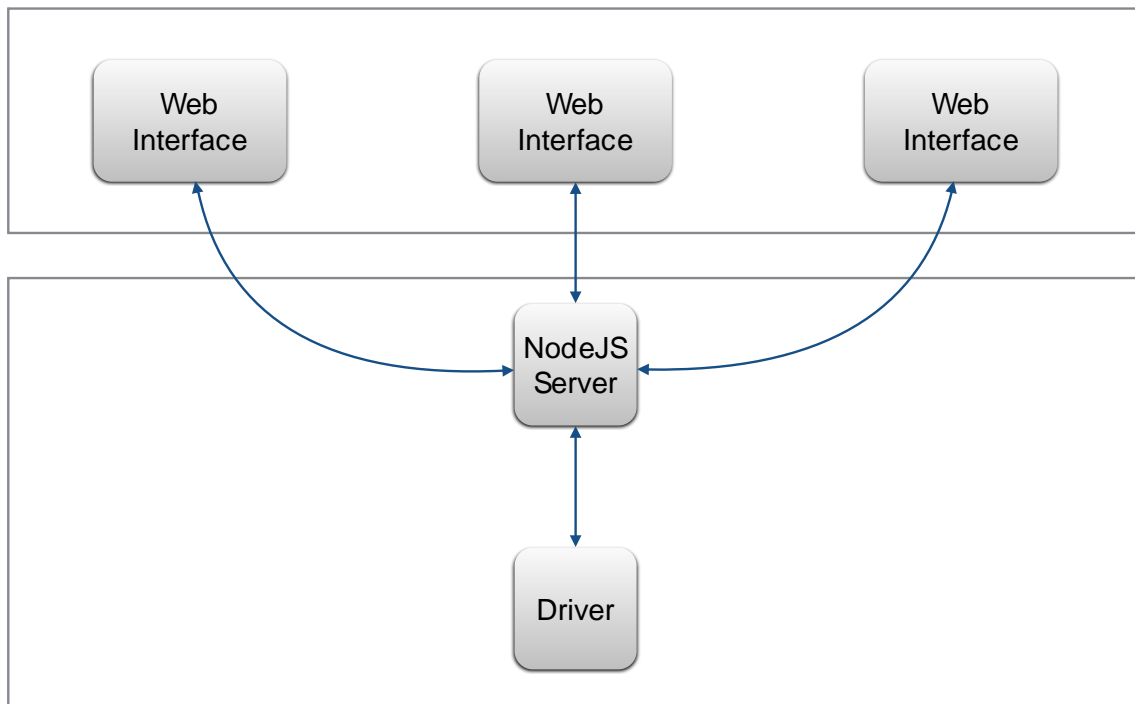 Web
Interface
Web
Interface
Web
Interface
NodeJS
Server
Driver